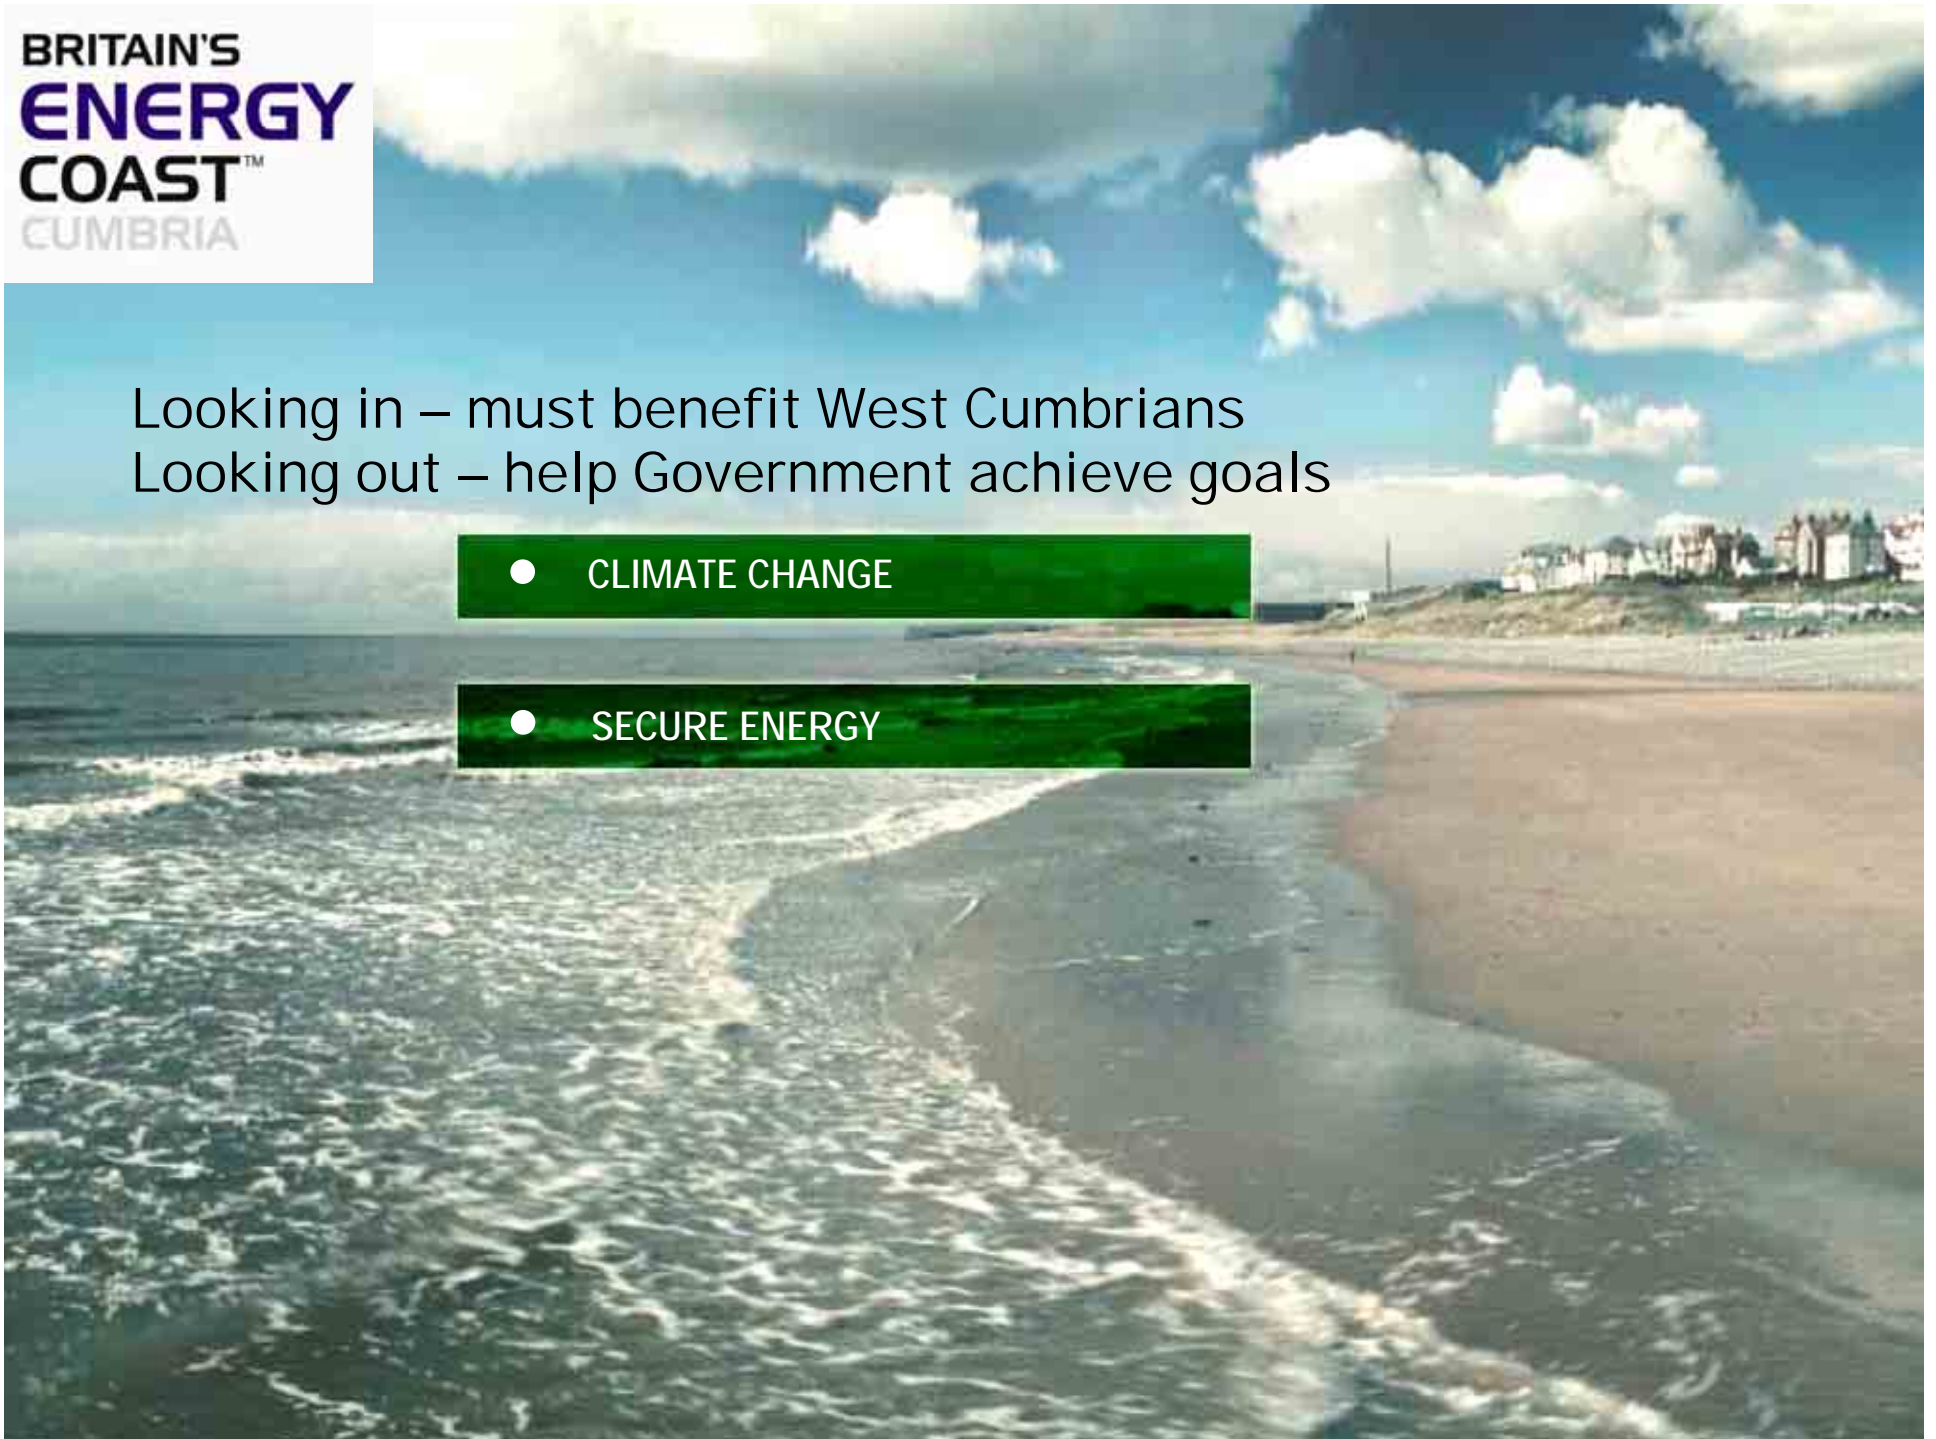 BRITAIN'S
ENERGY
COAST™
CUMBRIA
Looking in – must benefit West Cumbrians
Looking out – help Government achieve goals
● CLIMATE CHANGE
● SECURE ENERGY